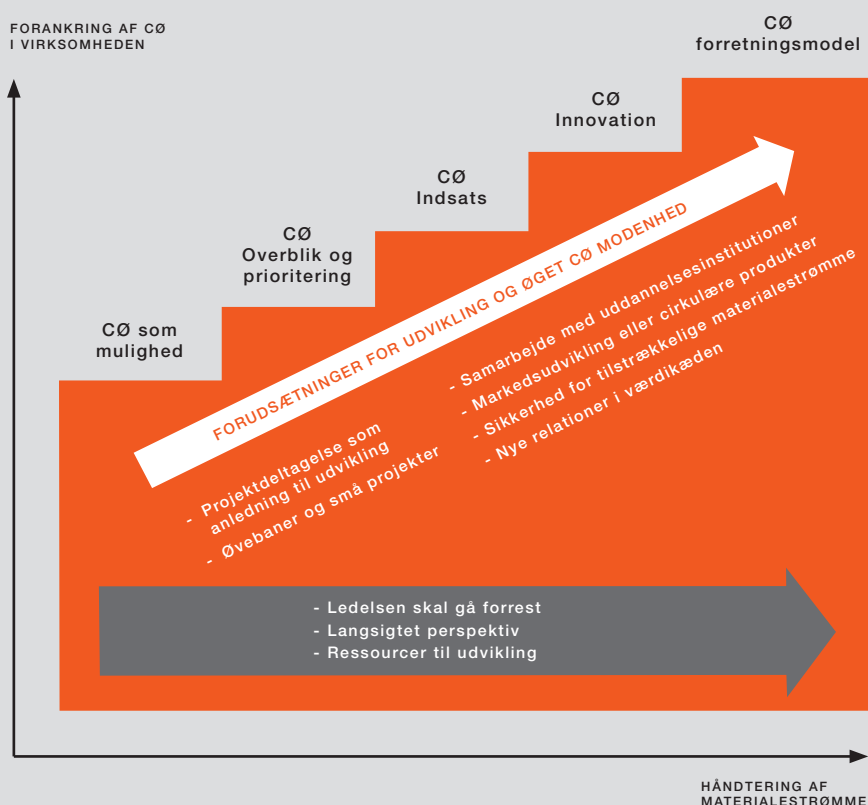 FORANKRING AF CØ
I VIRKSOMHEDEN
CØ
forretningsmodel
CØ
Innovation
CØ
Indsats
CØ
Overblik og
prioritering
CØ som
mulighed
FORUDSÆTNINGER FOR UDVIKLING OG ØGET CØ MODENHED
- Projektdeltagelse som
anledning til udvikling
- Øvebaner og små projekter
- Samarbejde med uddannelsesinstitutioner
- Markedsudvikling eller cirkulære produkter
- Sikkerhed for tilstrækkelige materialestrømme
- Nye relationer i værdikæden
- Ledelsen skal gå forrest
- Langsigtet perspektiv
- Ressourcer til udvikling
HÅNDTERING AF
MATERIALESTRØMME